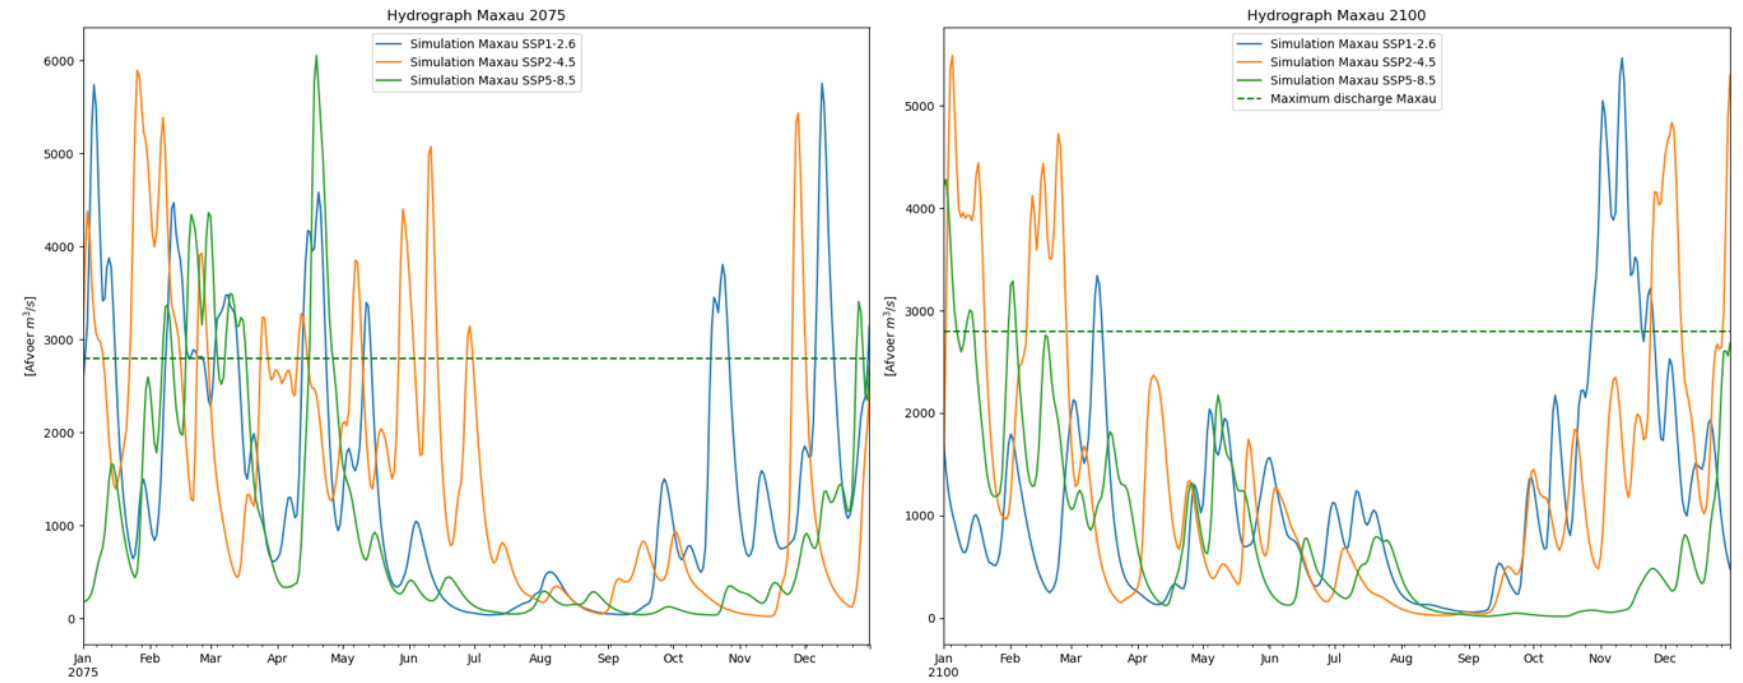 Hydrograph Maxau 2075
Simulation Maxau SSP1-2.6
Simulation Maxau SSP2-4.5
Simulation Maxau SSP5-8.5
[Afvoer m³/s]
6000
5000
4000
3000
2000
1000
0
Jan Feb Mar Apr May Jun Jul Aug Sep Oct Nov Dec
2075
Hydrograph Maxau 2100
Simulation Maxau SSP1-2.6
Simulation Maxau SSP2-4.5
Simulation Maxau SSP5-8.5
Maximum discharge Maxau
[Afvoer m³/s]
5000
4000
3000
2000
1000
0
Jan Feb Mar Apr May Jun Jul Aug Sep Oct Nov Dec
2100